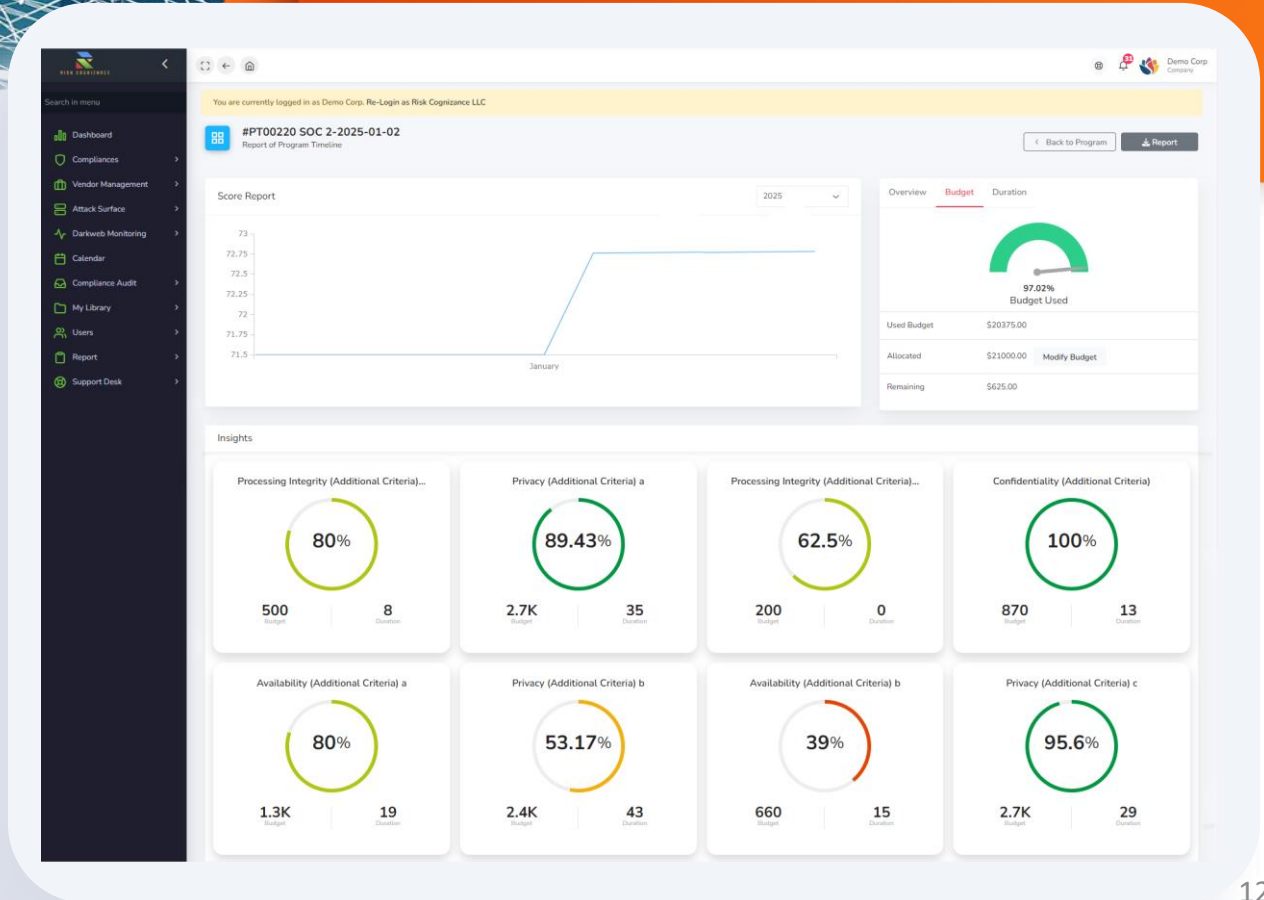 RISK COGNIZANCE
Search in menu
Dashboard
Compliances
Vendor Management
Attack Surface
Darkweb Monitoring
Calendar
Compliance Audit
My Library
Users
Report
Support Desk
31
Demo Corp
Company
You are currently logged in as Demo Corp. Re-Login as Risk Cognizance LLC
#PT00220 SOC 2-2025-01-02
Report of Program Timeline
Back to Program
Report
Score Report
2025
73
72.75
72.5
72.25
72
71.75
71.5
January
Overview Budget Duration
97.02%
Budget Used
Used Budget $20375.00
Allocated $21000.00 Modify Budget
Remaining $625.00
Insights
Processing Integrity (Additional Criteria)...
80%
500 8
Budget Duration
Privacy (Additional Criteria) a
89.43%
2.7K 35
Budget Duration
Processing Integrity (Additional Criteria)...
62.5%
200 0
Budget Duration
Confidentiality (Additional Criteria)
100%
870 13
Budget Duration
Availability (Additional Criteria) a
80%
1.3K 19
Budget Duration
Privacy (Additional Criteria) b
53.17%
2.4K 43
Budget Duration
Availability (Additional Criteria) b
39%
660 15
Budget Duration
Privacy (Additional Criteria) c
95.6%
2.7K 29
Budget Duration